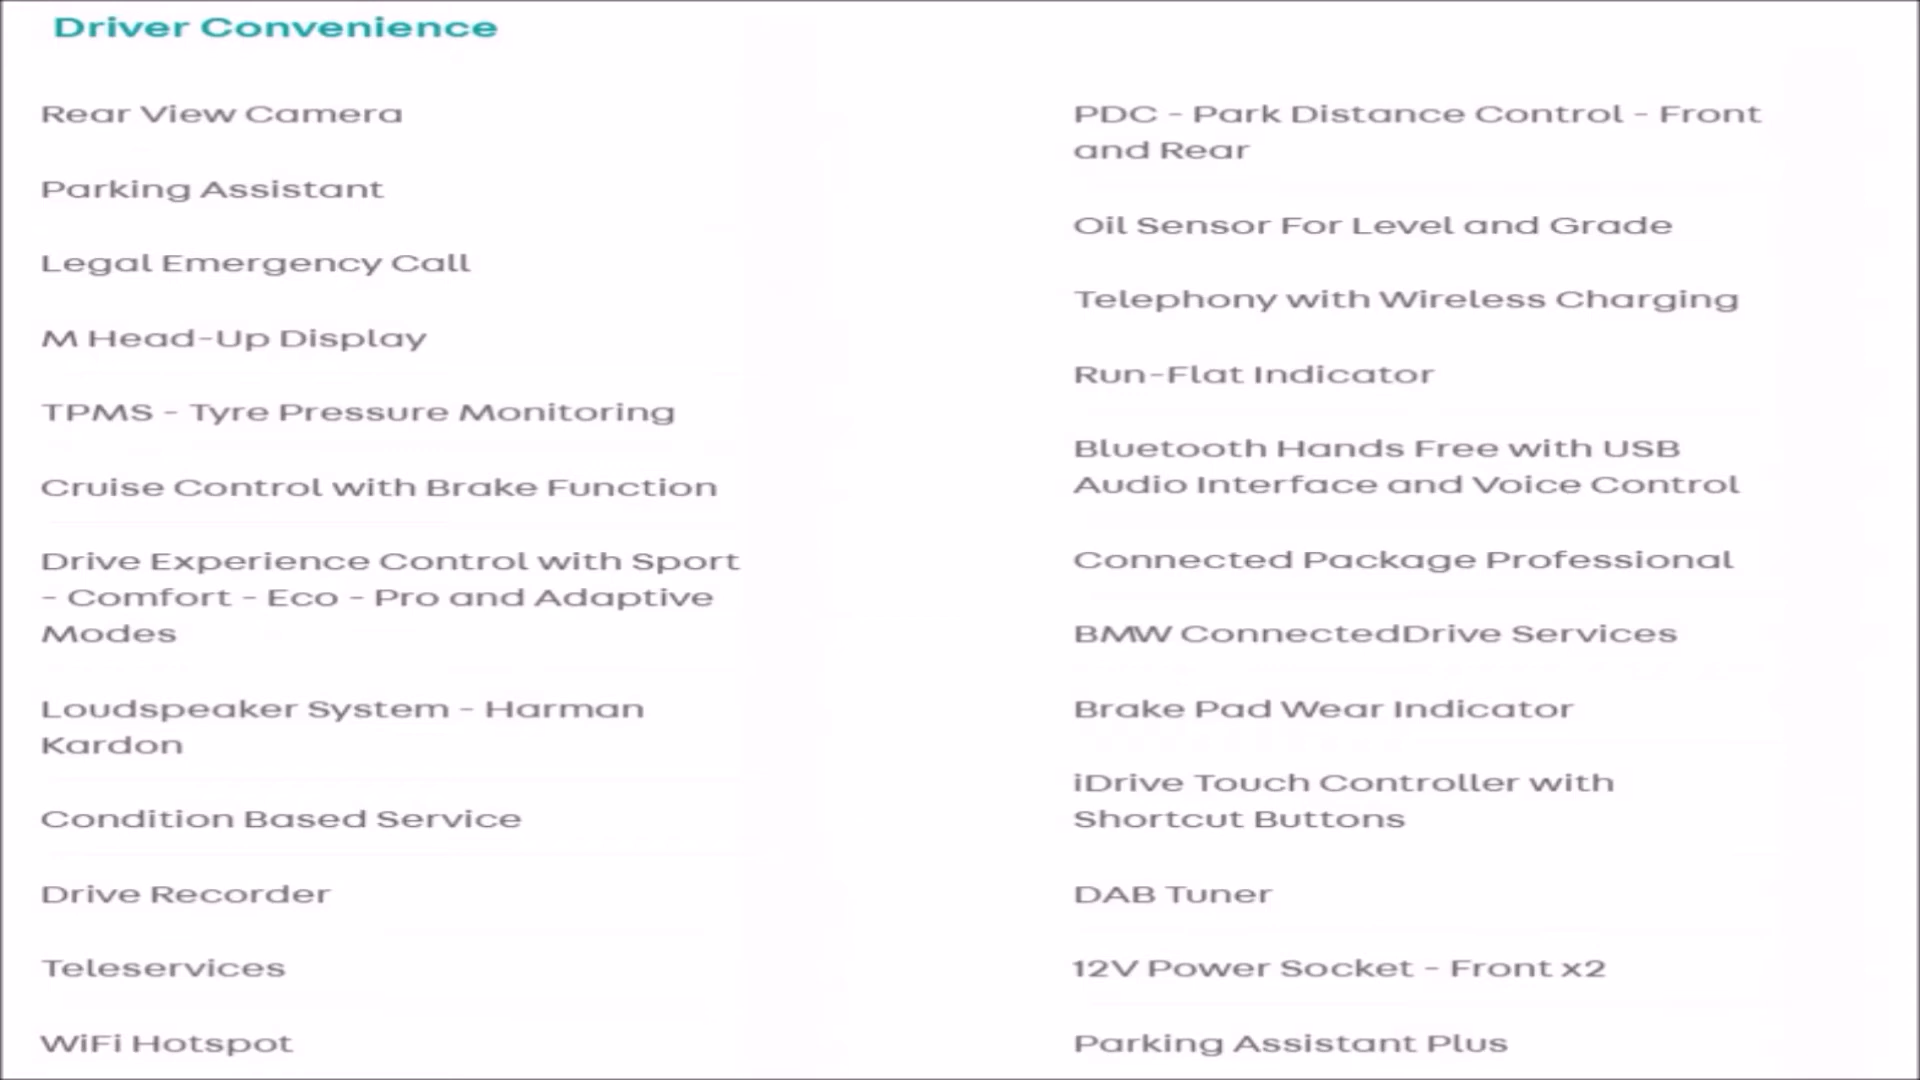 Driver Convenience
Rear View Camera
Parking Assistant
Legal Emergency Call
M Head-Up Display
TPMS - Tyre Pressure Monitoring
Cruise Control with Brake Function
Drive Experience Control with Sport
- Comfort - Eco - Pro and Adaptive
Modes
Loudspeaker System - Harman
Kardon
Condition Based Service
Drive Recorder
Teleservices
WiFi Hotspot
PDC - Park Distance Control - Front
and Rear
Oil Sensor For Level and Grade
Telephony with Wireless Charging
Run-Flat Indicator
Bluetooth Hands Free with USB
Audio Interface and Voice Control
Connected Package Professional
BMW ConnectedDrive Services
Brake Pad Wear Indicator
iDrive Touch Controller with
Shortcut Buttons
DAB Tuner
12V Power Socket - Front x2
Parking Assistant Plus